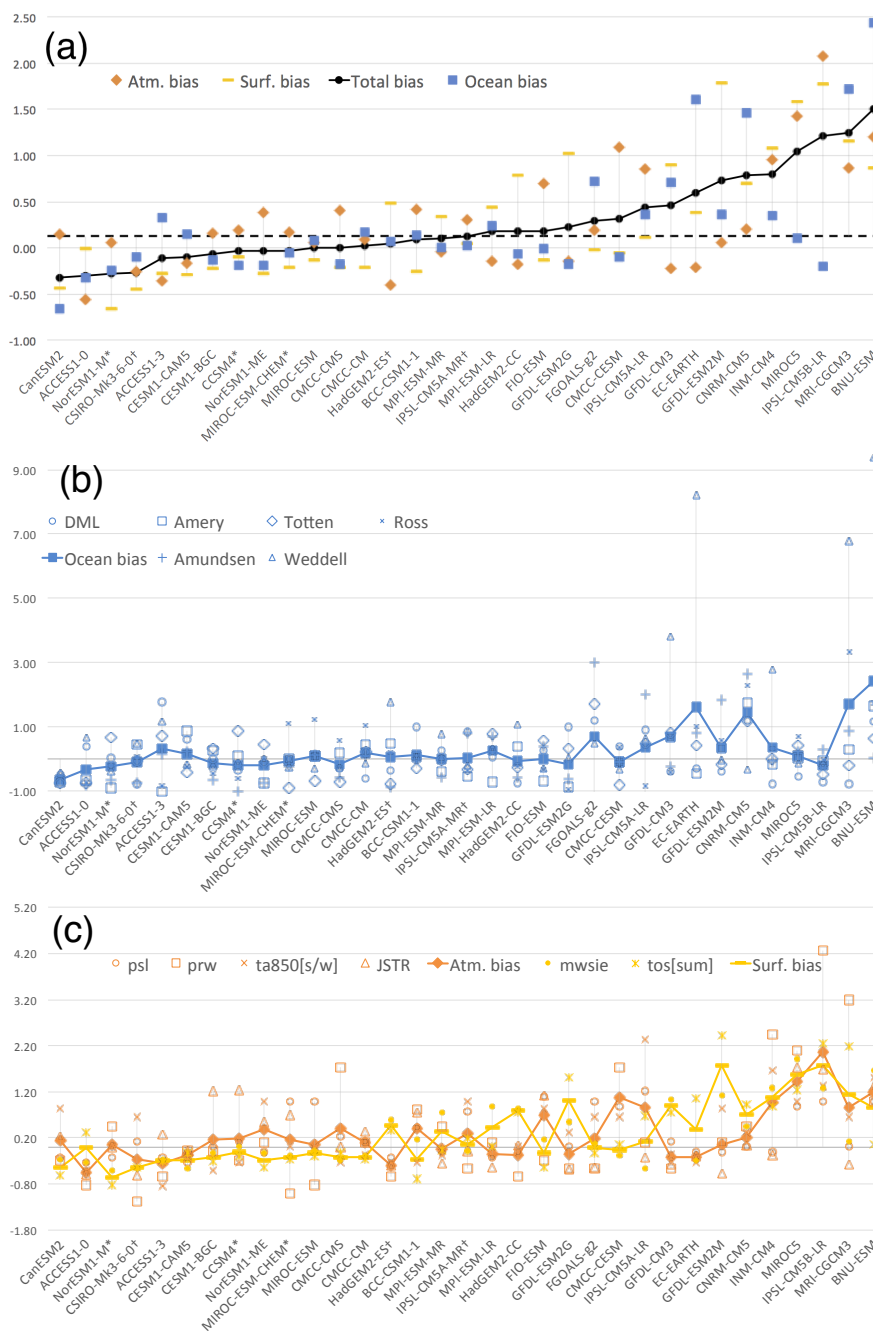 (a)
2.50
2.00
1.50
1.00
0.50
0.00
-0.50
-1.00
Atm. bias Surf. bias Total bias Ocean bias
CanESM2
ACCESS1-0
NorESM1-M*
CSIRO-Mk3-6-0†
ACCESS1-3
CESM1-CAM5
CESM1-BGC
CCSM4*
NorESM1-ME
MIROC-ESM-CHEM*
MIROC-ESM
CMCC-CMS
CMCC-CM
HadGEM2-ES†
BCC-CSM1-1
MPI-ESM-MR
IPSL-CM5A-MR†
MPI-ESM-LR
HadGEM2-CC
FIO-ESM
GFDL-ESM2G
FGOALS-g2
CMCC-CESM
IPSL-CM5A-LR
GFDL-CM3
EC-EARTH
GFDL-ESM2M
CNRM-CM5
INM-CM4
MIROC5
IPSL-CM5B-LR
MRI-CGCM3
BNU-ESM
(b)
9.00
7.00
5.00
3.00
1.00
-1.00
DML Amery Totten Ross
Ocean bias Amundsen Weddell
CanESM2
ACCESS1-0
NorESM1-M*
CSIRO-Mk3-6-0†
ACCESS1-3
CESM1-CAM5
CESM1-BGC
CCSM4*
NorESM1-ME
MIROC-ESM-CHEM*
MIROC-ESM
CMCC-CMS
CMCC-CM
HadGEM2-ES†
BCC-CSM1-1
MPI-ESM-MR
IPSL-CM5A-MR†
MPI-ESM-LR
HadGEM2-CC
FIO-ESM
GFDL-ESM2G
FGOALS-g2
CMCC-CESM
IPSL-CM5A-LR
GFDL-CM3
EC-EARTH
GFDL-ESM2M
CNRM-CM5
INM-CM4
MIROC5
IPSL-CM5B-LR
MRI-CGCM3
BNU-ESM
(c)
5.20
4.20
3.20
2.20
1.20
0.20
-0.80
-1.80
psl prw ta850[s/w] JSTR Atm. bias mwsie tos[sum] Surf. bias
CanESM2
ACCESS1-0
NorESM1-M*
CSIRO-Mk3-6-0†
ACCESS1-3
CESM1-CAM5
CESM1-BGC
CCSM4*
NorESM1-ME
MIROC-ESM-CHEM*
MIROC-ESM
CMCC-CMS
CMCC-CM
HadGEM2-ES†
BCC-CSM1-1
MPI-ESM-MR
IPSL-CM5A-MR†
MPI-ESM-LR
HadGEM2-CC
FIO-ESM
GFDL-ESM2G
FGOALS-g2
CMCC-CESM
IPSL-CM5A-LR
GFDL-CM3
EC-EARTH
GFDL-ESM2M
CNRM-CM5
INM-CM4
MIROC5
IPSL-CM5B-LR
MRI-CGCM3
BNU-ESM